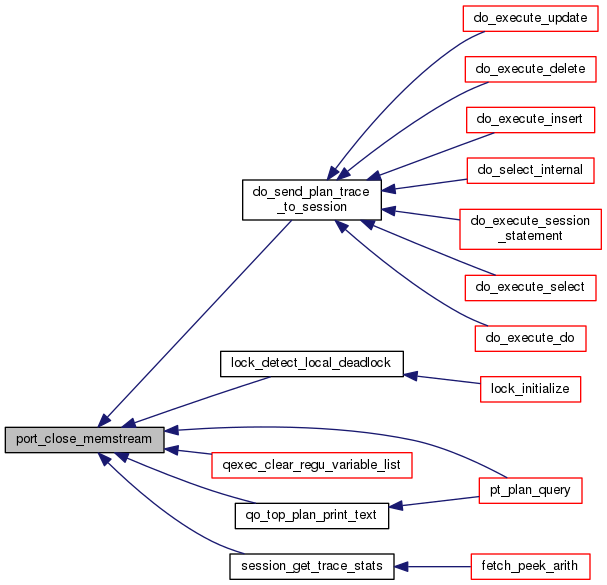 do_execute_update
do_execute_delete
do_execute_insert
do_select_internal
do_send_plan_trace
_to_session
do_execute_session
_statement
do_execute_select
do_execute_do
lock_detect_local_deadlock
lock_initialize
port_close_memstream
qexec_clear_regu_variable_list
pt_plan_query
qo_top_plan_print_text
session_get_trace_stats
fetch_peek_arith